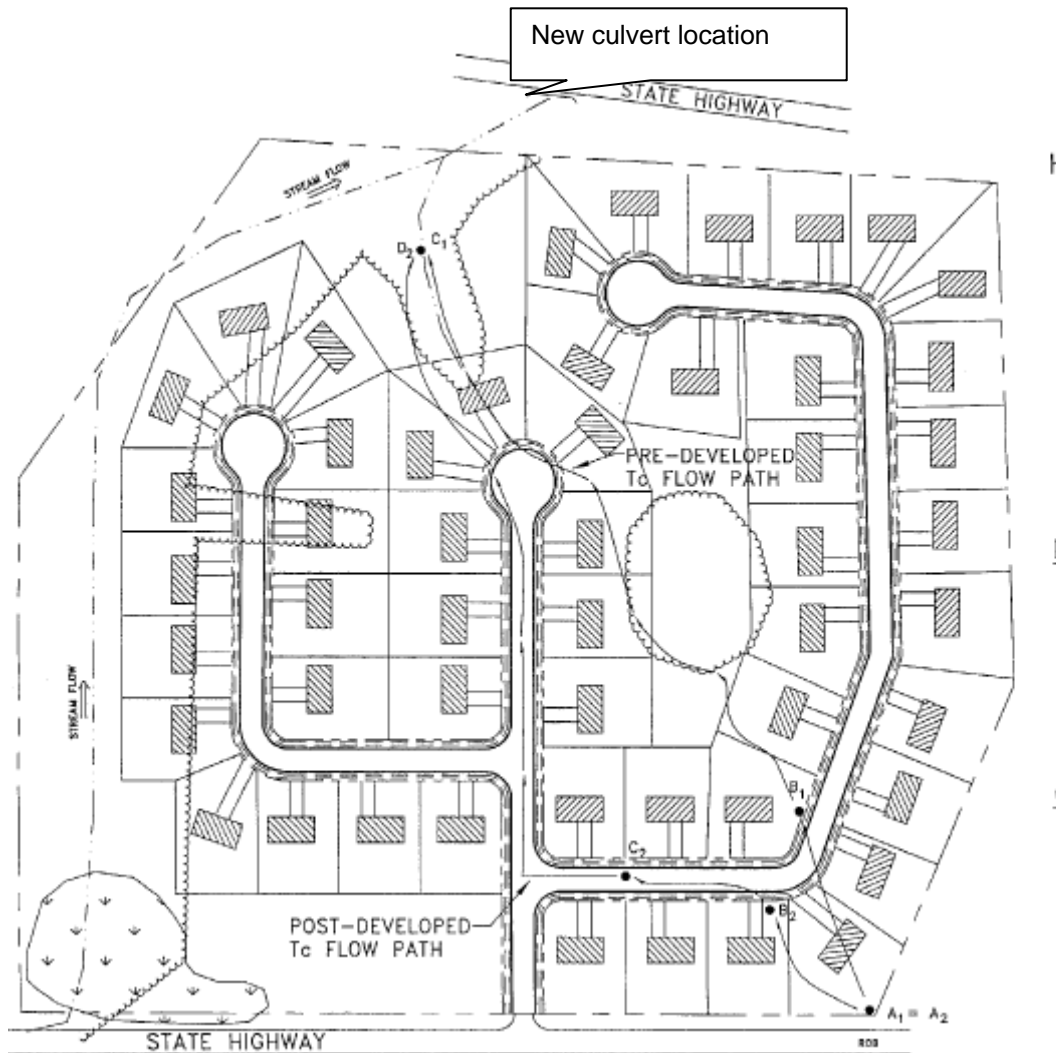 New culvert location
STATE HIGHWAY
STREAM FLOW
D2
C1
PRE-DEVELOPED
Tc FLOW PATH
STREAM FLOW
B1
C2
B2
POST-DEVELOPED
Tc FLOW PATH
A1 = A2
STATE HIGHWAY